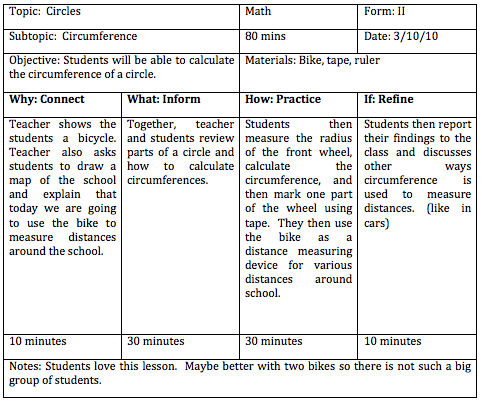 Topic: Circles
Math
Form: II
Subtopic: Circumference
80 mins
Date: 3/10/10
Objective: Students will be able to calculate
the circumference of a circle.
Materials: Bike, tape, ruler
Why: Connect
What: Inform
How: Practice
If: Refine
Teacher shows the
students a bicycle.
Teacher also asks
students to draw a
map of the school
and explain that
today we are going
to use the bike to
measure distances
around the school.
Together, teacher
and students review
parts of a circle and
how to calculate
circumferences.
Students then
measure the radius
of the front wheel,
calculate the
circumference, and
then mark one part
of the wheel using
tape. They then use
the bike as a
distance measuring
device for various
distances around
school.
Students then report
their findings to the
class and discusses
other ways
circumference is
used to measure
distances. (like in
cars)
10 minutes
30 minutes
30 minutes
10 minutes
Notes: Students love this lesson. Maybe better with two bikes so there is not such a big
group of students.